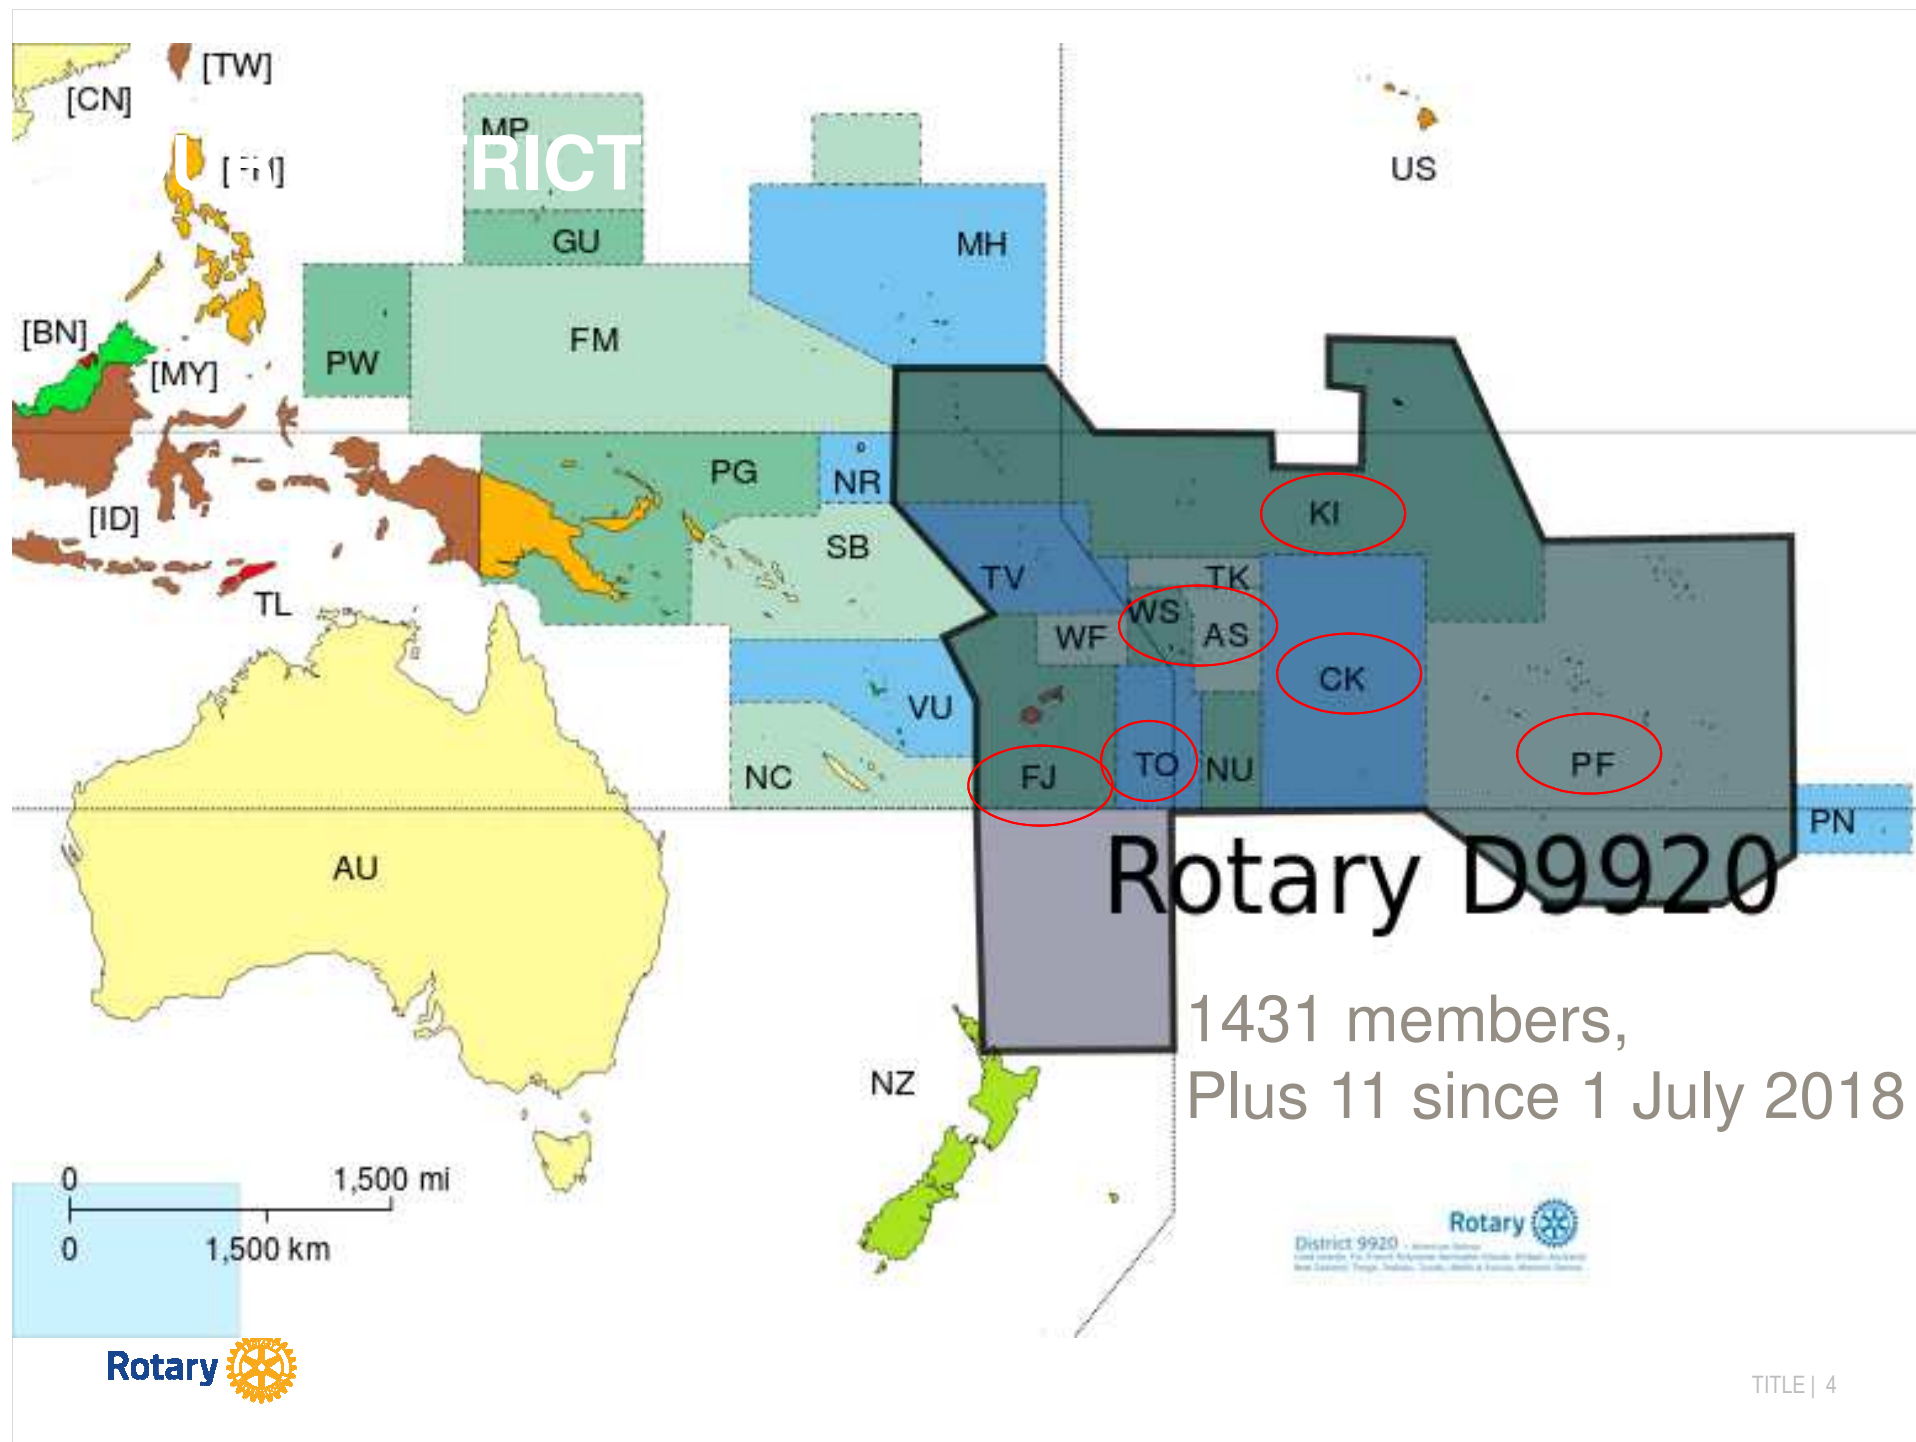 [TW]
[CN]
MP
US
RICT
GU
MH
[BN]
FM
PW
[MY]
PG
NR
KI
[ID]
SB
TV
TK
TL
WS
WF
AS
CK
VU
NC
FJ
TO
NU
PF
PN
AU
Rotary D9920
1431 members,
NZ
Plus 11 since 1 July 2018
0
1,500 mi
0
1,500 km
Rotary
District 9920
Rotary
TITLE | 4